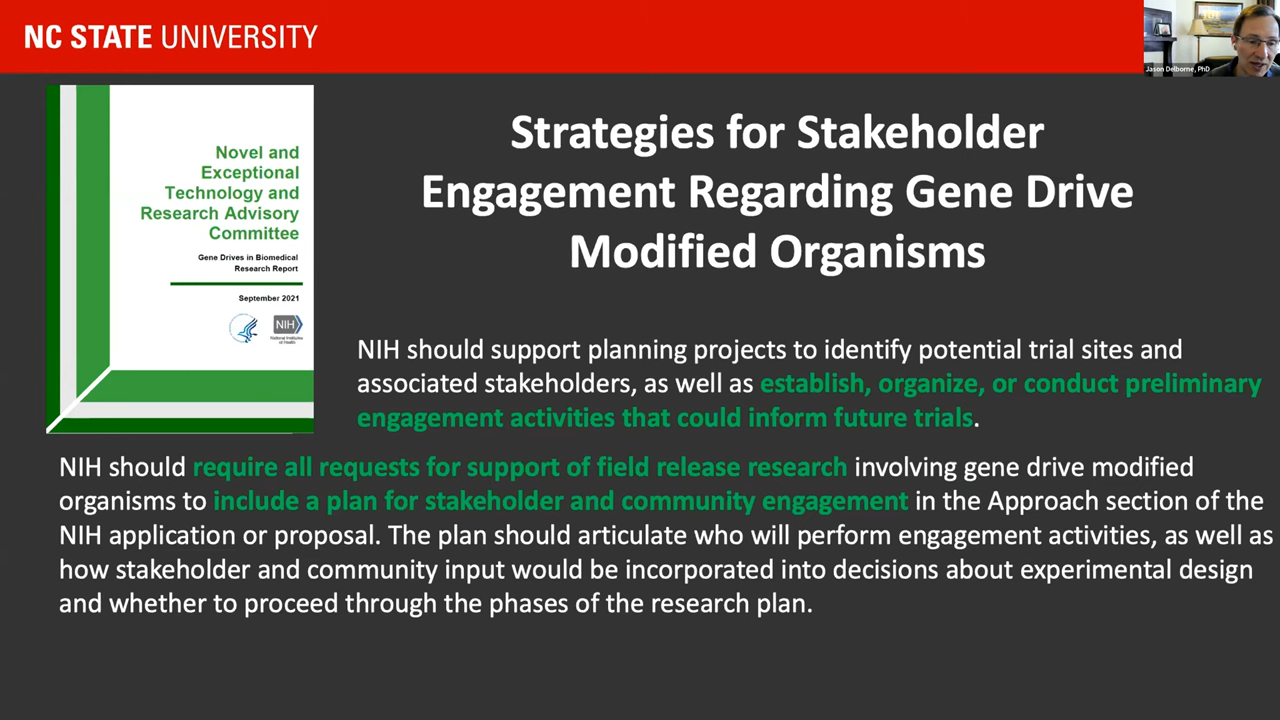 NC STATE UNIVERSITY
Jason Delborne, PhD
Novel and
Exceptional
Technology and
Research Advisory
Committee
Gene Drives in Biomedical
Research Report
September 2021
NIH
National Institutes
of Health
Strategies for Stakeholder
Engagement Regarding Gene Drive
Modified Organisms
NIH should support planning projects to identify potential trial sites and
associated stakeholders, as well as establish, organize, or conduct preliminary
engagement activities that could inform future trials.
NIH should require all requests for support of field release research involving gene drive modified
organisms to include a plan for stakeholder and community engagement in the Approach section of the
NIH application or proposal. The plan should articulate who will perform engagement activities, as well as
how stakeholder and community input would be incorporated into decisions about experimental design
and whether to proceed through the phases of the research plan.